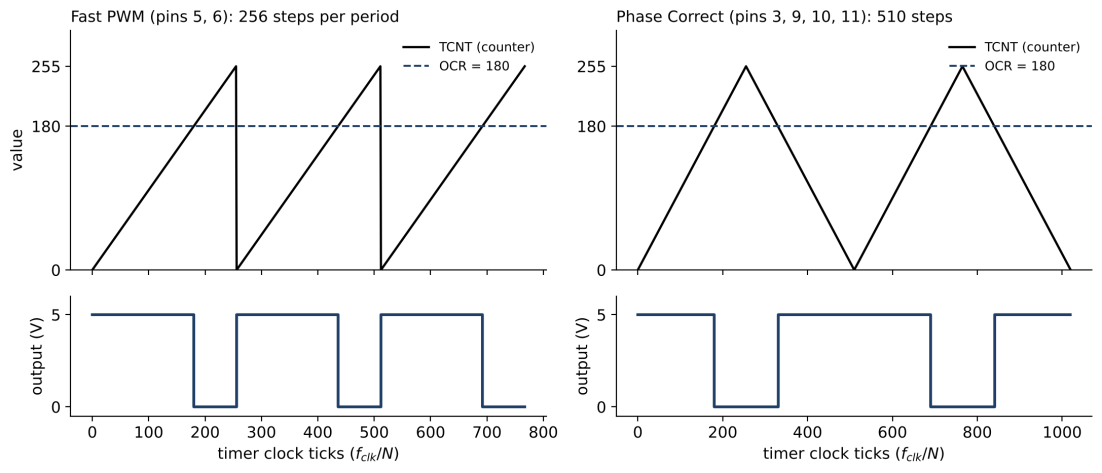 Fast PWM (pins 5, 6): 256 steps per period
TCNT (counter)
OCR = 180
255
180
0
value
5
0
output (V)
0 100 200 300 400 500 600 700 800
timer clock ticks (f_clk/N)
Phase Correct (pins 3, 9, 10, 11): 510 steps
TCNT (counter)
OCR = 180
255
180
0
5
0
output (V)
0 200 400 600 800 1000
timer clock ticks (f_clk/N)